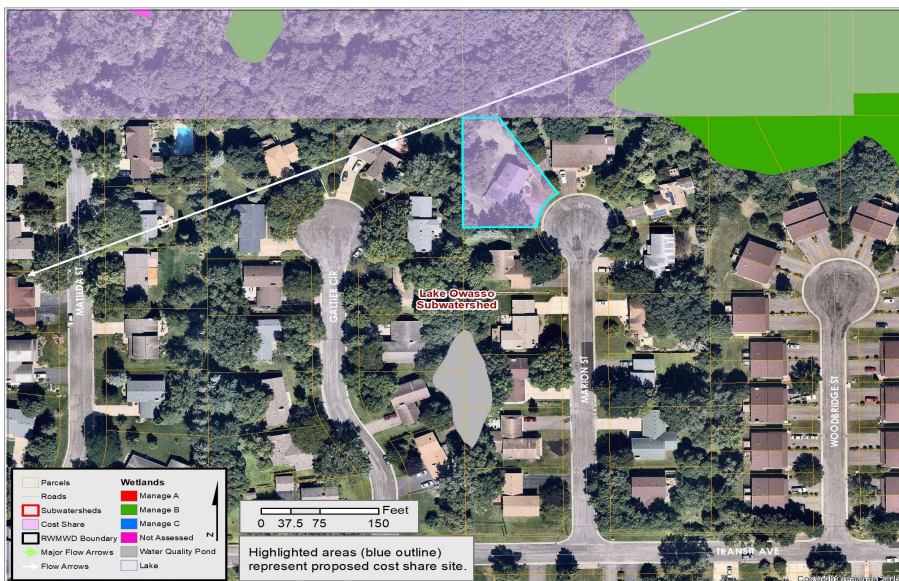 MATILDA ST
GALTIER CIR
Lake Owasso
Subwatershed
MARION ST
WOODBRIDGE ST
TRANSIT AVE
Parcels
Roads
Subwatersheds
Cost Share
RWMWD Boundary
Major Flow Arrows
Flow Arrows
Wetlands
Manage A
Manage B
Manage C
Not Assessed
Water Quality Pond
Lake
N
Feet
0 37.5 75 150
Highlighted areas (blue outline)
represent proposed cost share site.